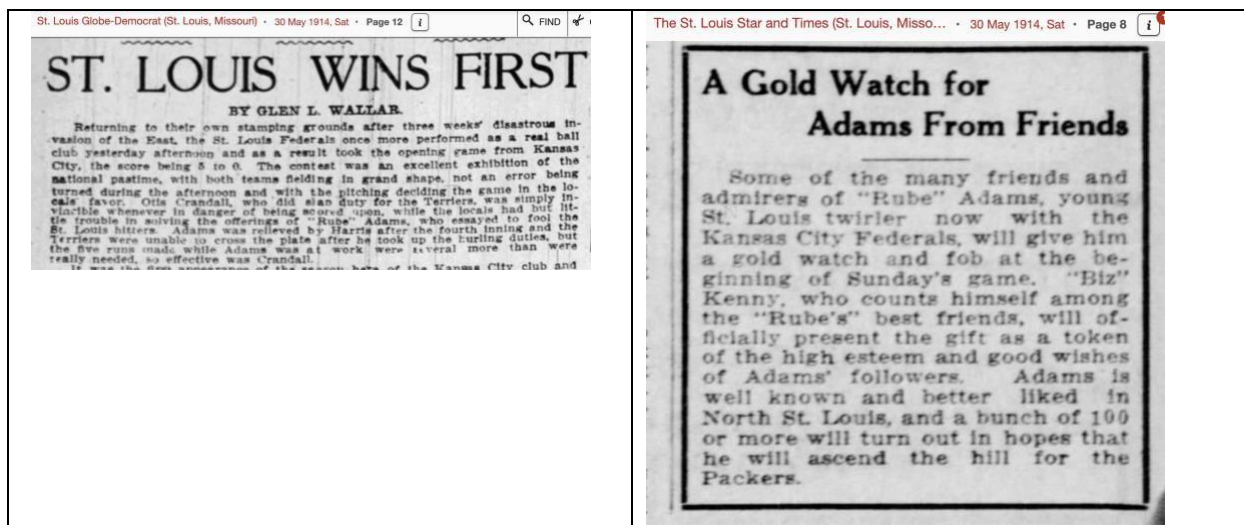 St. Louis Globe-Democrat (St. Louis, Missouri) · 30 May 1914, Sat · Page 12
FIND
ST. LOUIS WINS FIRST
BY GLEN L. WALLAR.
Returning to their own stamping grounds after three weeks' disastrous in-
vasion of the East, the St. Louis Federals once more performed as a real ball
club yesterday afternoon and as a result took the opening game from Kansas
City, the score being 5 to 0. The contest was an excellent exhibition of the
national pastime, with both teams fielding in grand shape, not an error being
turned during the afternoon and with the pitching deciding the game in the lo-
cals' favor. Otis Crandall, who did slab duty for the Terriers, was simply in-
vincible whenever in danger of being scored upon, while the locals had but lit-
tle trouble in solving the offerings of "Rube" Adams, who essayed to fool the
St. Louis hitters. Adams was relieved by Harris after the fourth inning and the
Terriers were unable to cross the plate after he took up the hurling duties, but
the five runs made while Adams was at work were several more than were
really needed, so effective was Crandall.
It was the first appearance of the season here of the Kansas City club and
The St. Louis Star and Times (St. Louis, Misso... · 30 May 1914, Sat · Page 8
A Gold Watch for
Adams From Friends
Some of the many friends and
admirers of "Rube" Adams, young
St. Louis twirler now with the
Kansas City Federals, will give him
a gold watch and fob at the be-
ginning of Sunday's game. "Biz"
Kenny, who counts himself among
the "Rube's" best friends, will of-
ficially present the gift as a token
of the high esteem and good wishes
of Adams' followers. Adams is
well known and better liked in
North St. Louis, and a bunch of 100
or more will turn out in hopes that
he will ascend the hill for the
Packers.